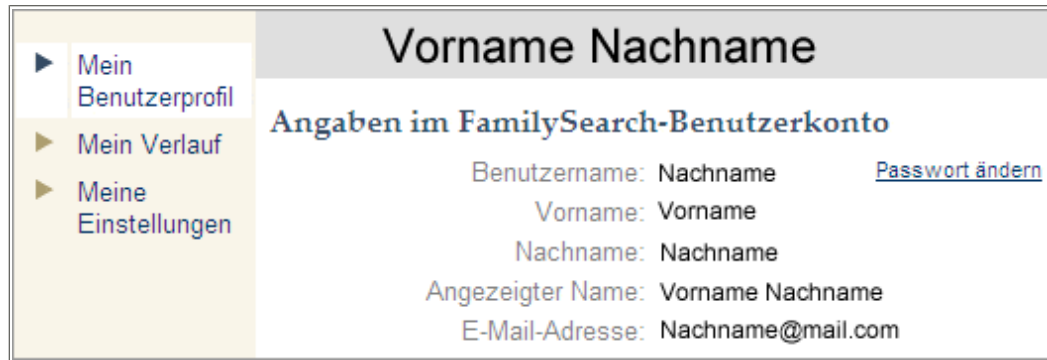 Vorname Nachname
Mein
Benutzerprofil
Mein Verlauf
Meine
Einstellungen
Angaben im FamilySearch-Benutzerkonto
Benutzername: Nachname Passwort ändern
Vorname: Vorname
Nachname: Nachname
Angezeigter Name: Vorname Nachname
E-Mail-Adresse: Nachname@mail.com